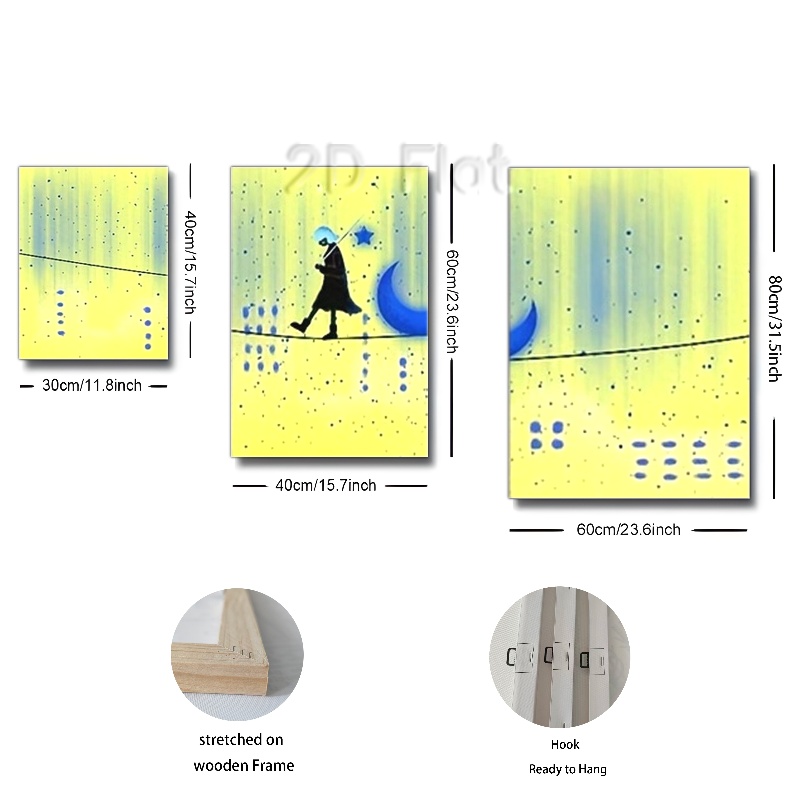 2D Flat
40cm/15.7inch
60cm/23.6inch
80cm/31.5inch
30cm/11.8inch
40cm/15.7inch
60cm/23.6inch
stretched on
wooden Frame
Hook
Ready to Hang